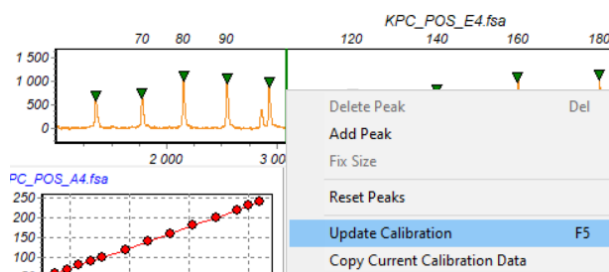 KPC_POS_E4.fsa
70 80 90 120 140 160 180
1 500
1 000
500
0
2 000 3 00
PC_POS_A4.fsa
250
200
150
100
Delete Peak Del
Add Peak
Fix Size
Reset Peaks
Update Calibration F5
Copy Current Calibration Data